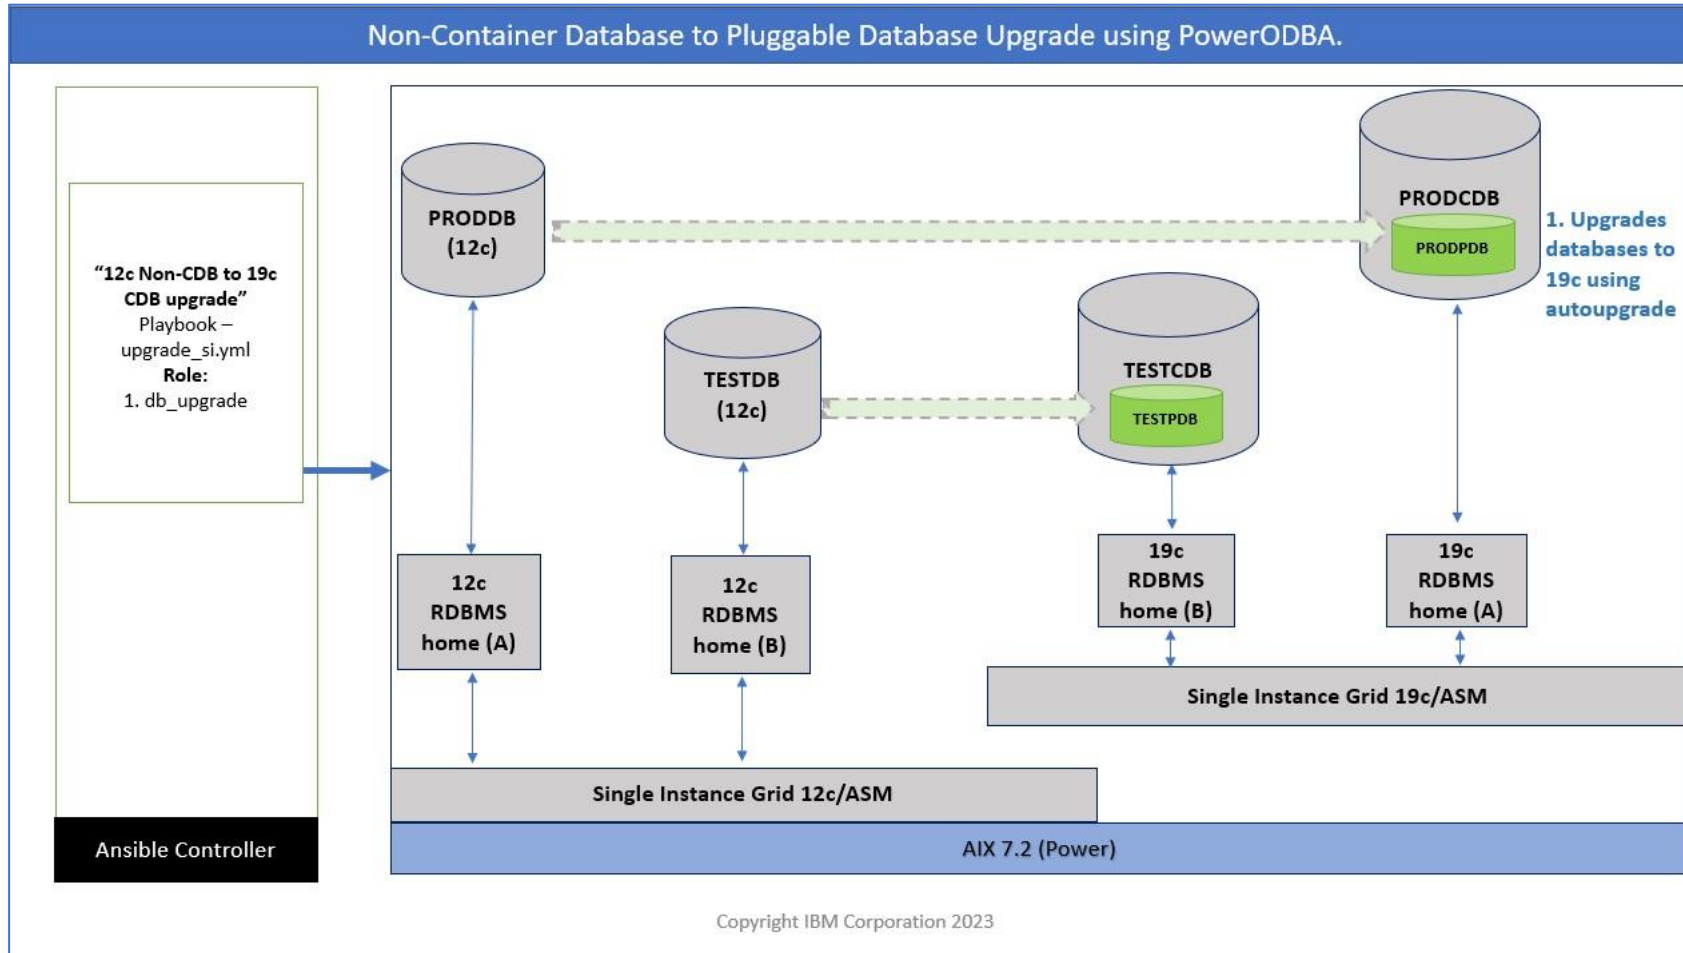 Non-Container Database to Pluggable Database Upgrade using PowerODBA.
“12c Non-CDB to 19c
CDB upgrade”
Playbook –
upgrade_si.yml
Role:
1. db_upgrade
Ansible Controller
PRODDB
(12c)
TESTDB
(12c)
TESTCDB
TESTPDB
PRODCDB
PRODPDB
1. Upgrades
databases to
19c using
autoupgrade
12c
RDBMS
home (A)
12c
RDBMS
home (B)
19c
RDBMS
home (B)
19c
RDBMS
home (A)
Single Instance Grid 19c/ASM
Single Instance Grid 12c/ASM
AIX 7.2 (Power)
Copyright IBM Corporation 2023